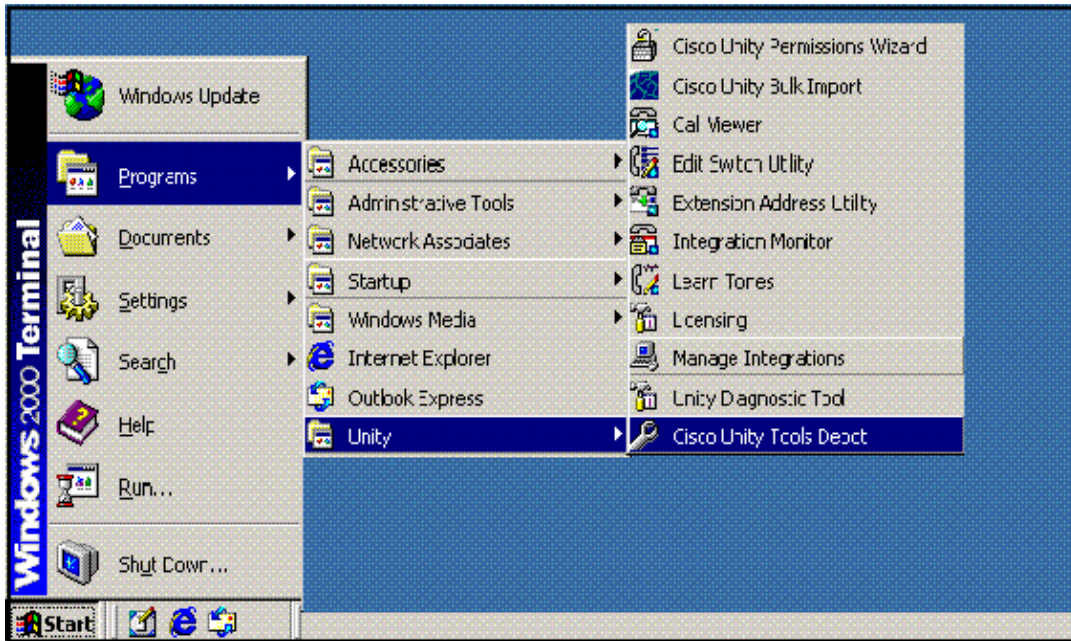 Windows 2000 Terminal
Windows Update
Programs
Documents
Settings
Search
Help
Run...
Shut Down...
Start
Accessories
Administrative Tools
Network Associates
Startup
Windows Media
Internet Explorer
Outlook Express
Unity
Cisco Unity Permissions Wizard
Cisco Unity Bulk Import
Call Viewer
Edit Switch Utility
Extension Address Utility
Integration Monitor
Learn Tones
Licensing
Manage Integrations
Unity Diagnostic Tool
Cisco Unity Tools Depot